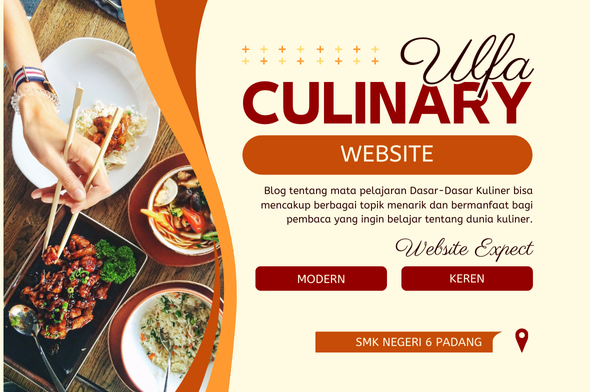 Ulfa
CULINARY
WEBSITE
Blog tentang mata pelajaran Dasar-Dasar Kuliner bisa
mencakup berbagai topik menarik dan bermanfaat bagi
pembaca yang ingin belajar tentang dunia kuliner.
Website Expect
MODERN
KEREN
SMK NEGERI 6 PADANG